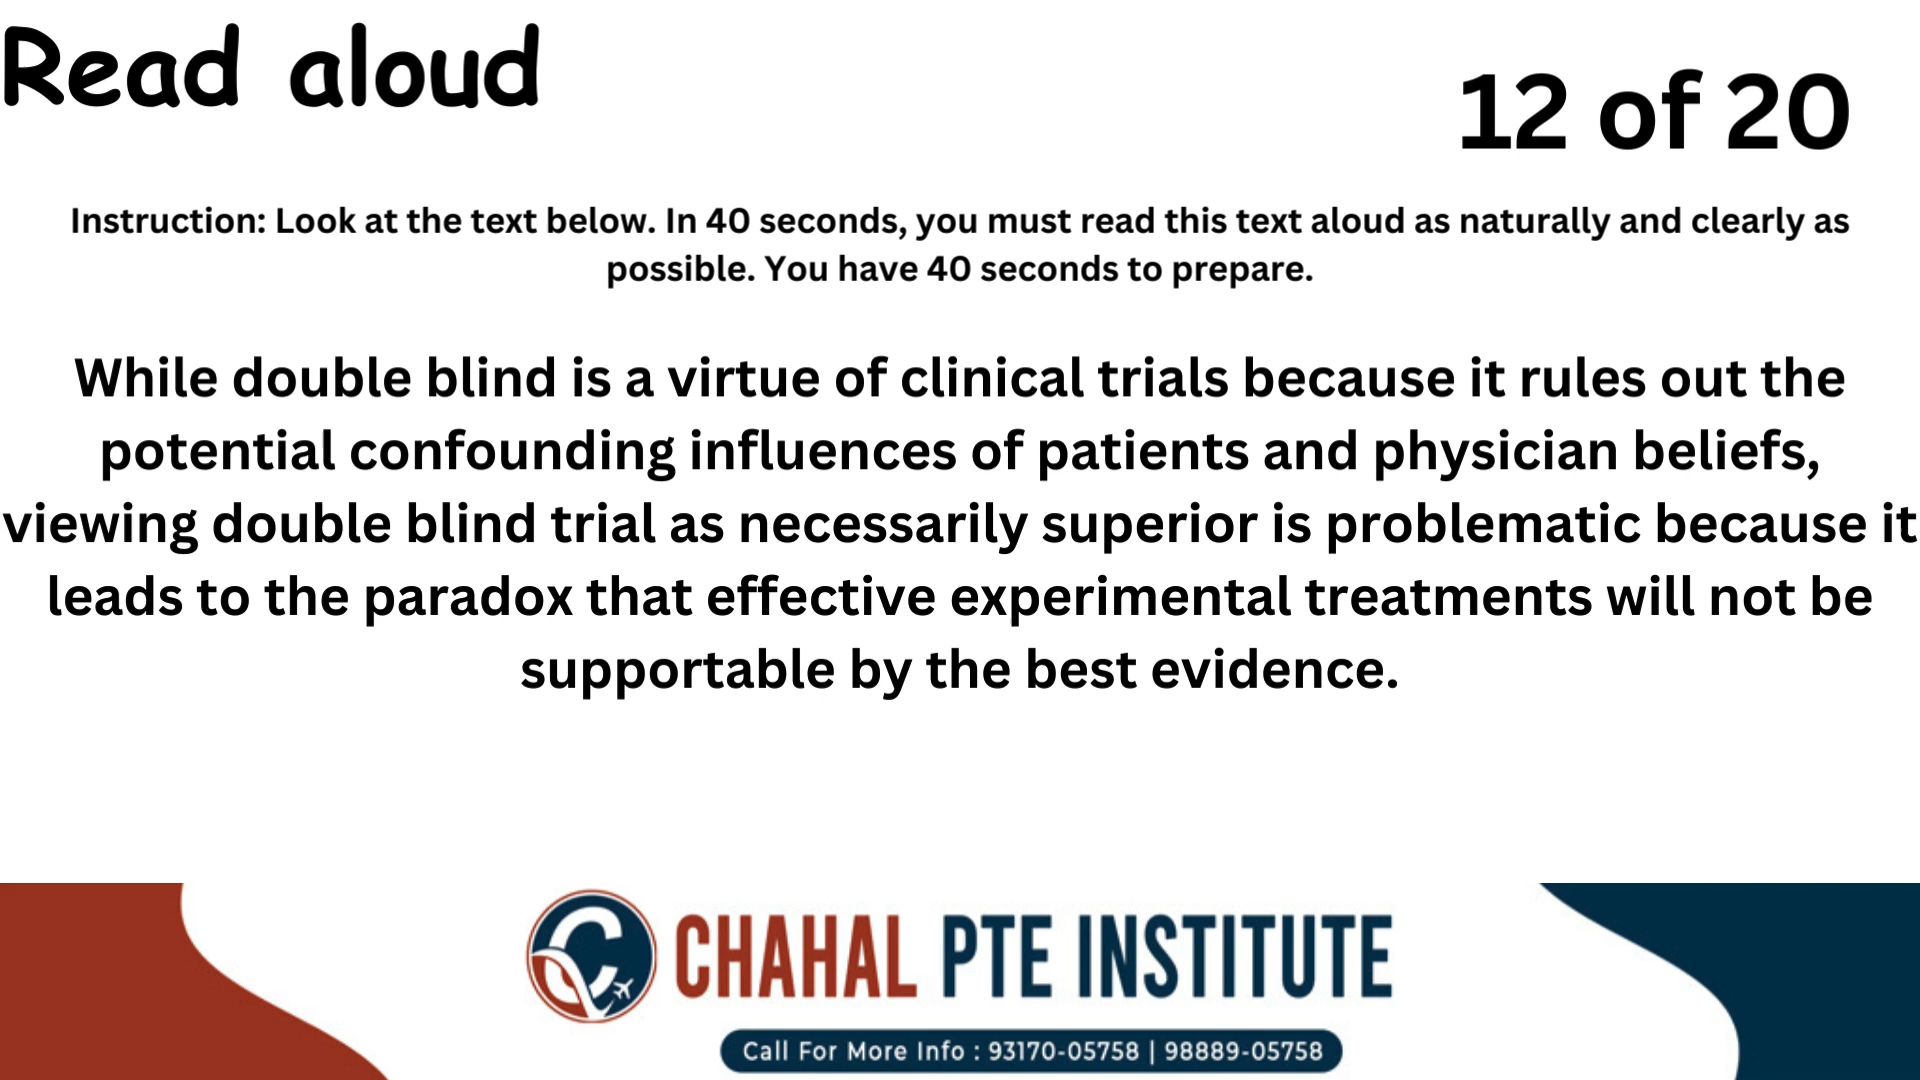 Read aloud
12 of 20
Instruction: Look at the text below. In 40 seconds, you must read this text aloud as naturally and clearly as
possible. You have 40 seconds to prepare.
While double blind is a virtue of clinical trials because it rules out the
potential confounding influences of patients and physician beliefs,
viewing double blind trial as necessarily superior is problematic because it
leads to the paradox that effective experimental treatments will not be
supportable by the best evidence.
CHAHAL PTE INSTITUTE
Call For More Info : 93170-05758 | 98889-05758